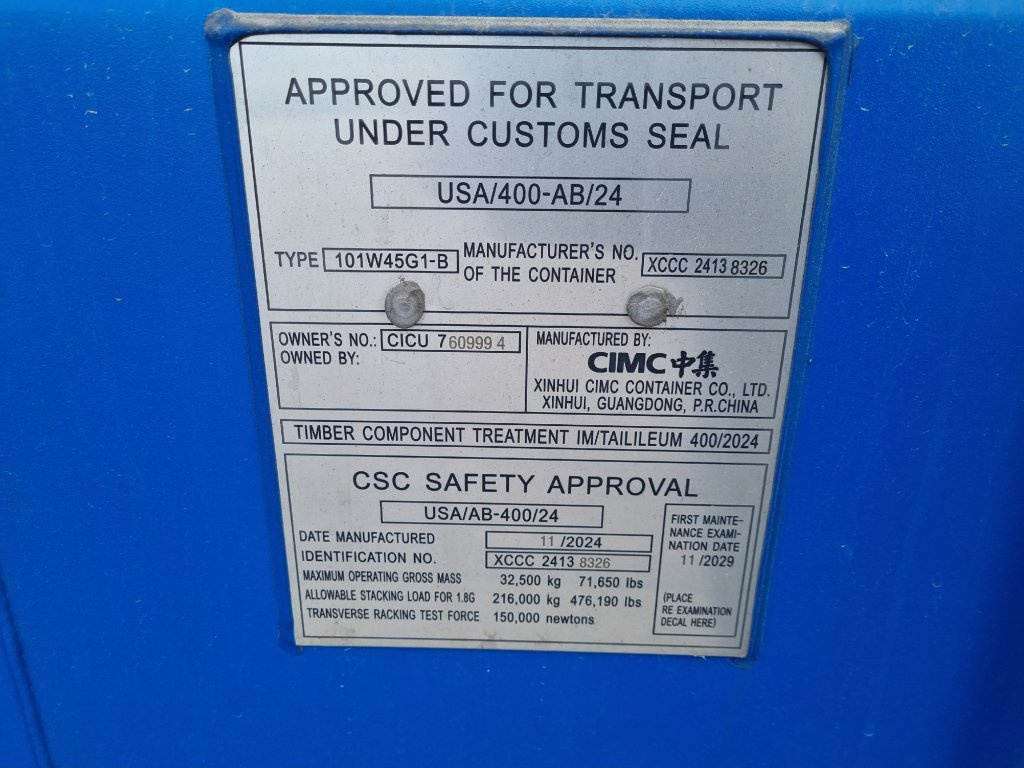 APPROVED FOR TRANSPORT
UNDER CUSTOMS SEAL
USA/400-AB/24
TYPE 101W45G1-B MANUFACTURER'S NO. OF THE CONTAINER XCCC 2413 8326
OWNER'S NO.: CICU 7 60999 4
OWNED BY:
MANUFACTURED BY:
CIMC 中集
XINHUI CIMC CONTAINER CO., LTD.
XINHUI, GUANGDONG, P.R.CHINA
TIMBER COMPONENT TREATMENT IM/TAILILEUM 400/2024
CSC SAFETY APPROVAL
USA/AB-400/24
DATE MANUFACTURED 11 /2024
IDENTIFICATION NO. XCCC 2413 8326
MAXIMUM OPERATING GROSS MASS 32,500 kg 71,650 lbs
ALLOWABLE STACKING LOAD FOR 1.8G 216,000 kg 476,190 lbs
TRANSVERSE RACKING TEST FORCE 150,000 newtons
FIRST MAINTE-
NANCE EXAMI-
NATION DATE
11 /2029
(PLACE
RE EXAMINATION
DECAL HERE)